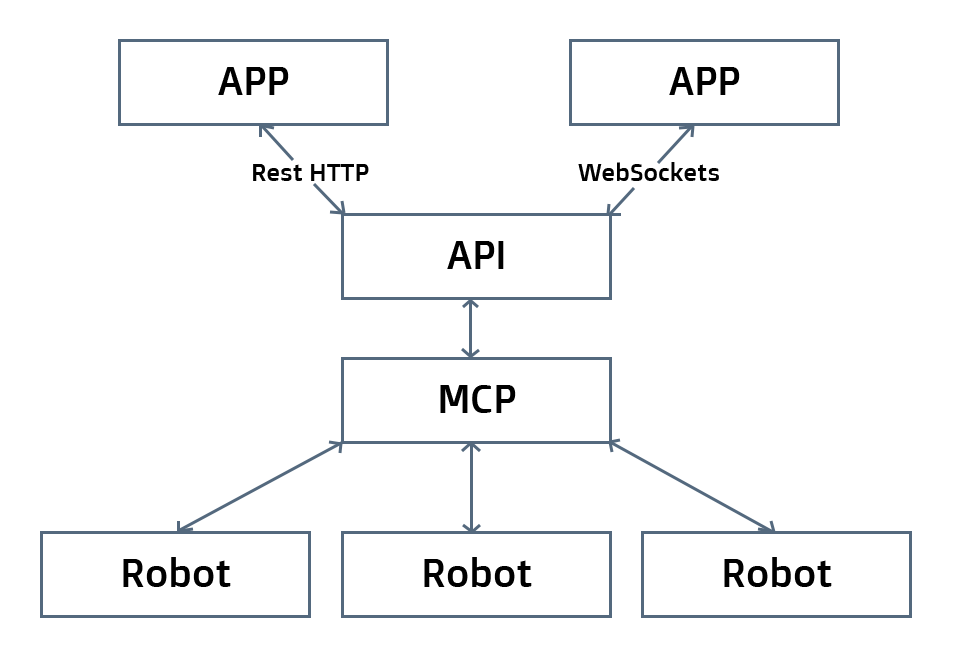 APP
APP
Rest HTTP
WebSockets
API
MCP
Robot
Robot
Robot